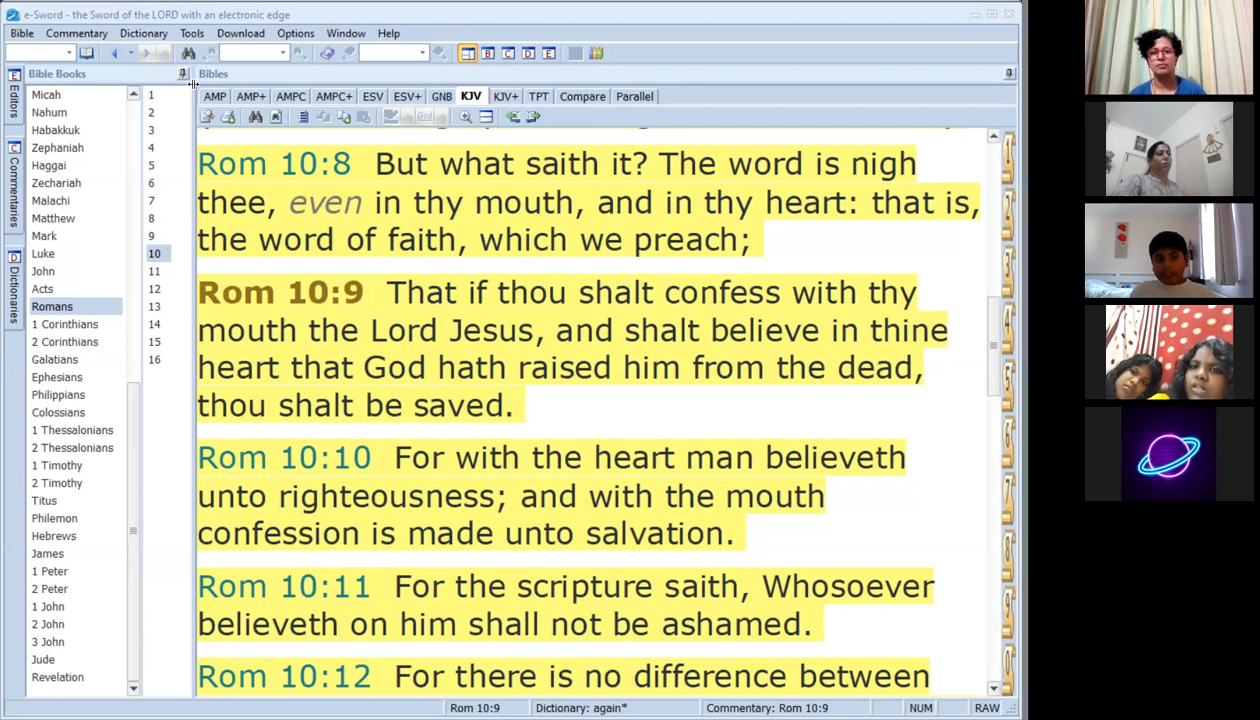 e-Sword - the Sword of the LORD with an electronic edge
Bible Commentary Dictionary Tools Download Options Window Help
B C D E
Bible Books
Bibles
Editors
Commentaries
Dictionaries
Micah
Nahum
Habakkuk
Zephaniah
Haggai
Zechariah
Malachi
Matthew
Mark
Luke
John
Acts
Romans
1 Corinthians
2 Corinthians
Galatians
Ephesians
Philippians
Colossians
1 Thessalonians
2 Thessalonians
1 Timothy
2 Timothy
Titus
Philemon
Hebrews
James
1 Peter
2 Peter
1 John
2 John
3 John
Jude
Revelation
1
2
3
4
5
6
7
8
9
10
11
12
13
14
15
16
AMP AMP+ AMPC AMPC+ ESV ESV+ GNB KJV KJV+ TPT Compare Parallel
Rom 10:8 But what saith it? The word is nigh
thee, even in thy mouth, and in thy heart: that is,
the word of faith, which we preach;
Rom 10:9 That if thou shalt confess with thy
mouth the Lord Jesus, and shalt believe in thine
heart that God hath raised him from the dead,
thou shalt be saved.
Rom 10:10 For with the heart man believeth
unto righteousness; and with the mouth
confession is made unto salvation.
Rom 10:11 For the scripture saith, Whosoever
believeth on him shall not be ashamed.
Rom 10:12 For there is no difference between
Rom 10:9 Dictionary: again* Commentary: Rom 10:9 NUM RAW